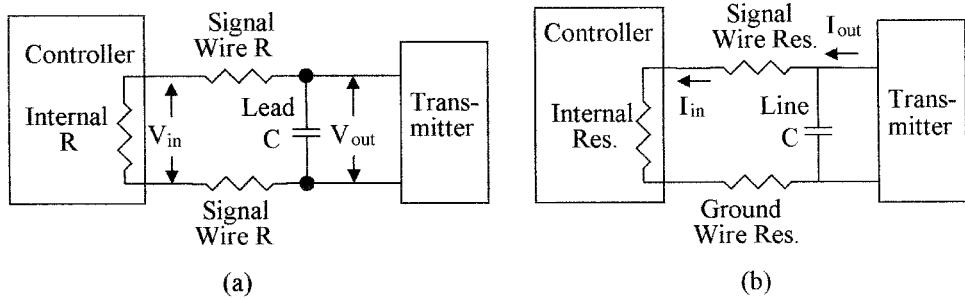 Controller
Internal
R
Signal
Wire R
V_in
Lead
C
V_out
Trans-
mitter
Signal
Wire R
(a)
Controller
Internal
Res.
Signal
Wire Res.
I_out
I_in
Line
C
Trans-
mitter
Ground
Wire Res.
(b)